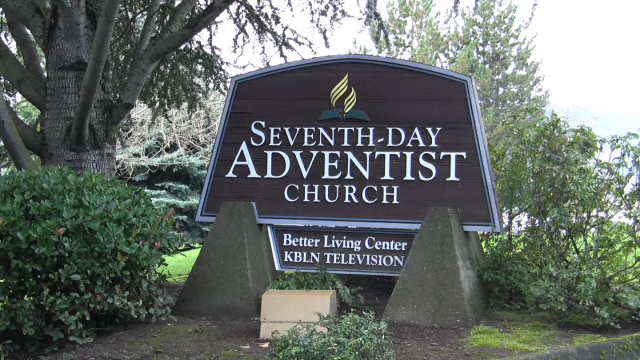 SEVENTH-DAY
ADVENTIST
CHURCH
Better Living Center
KBLN TELEVISION